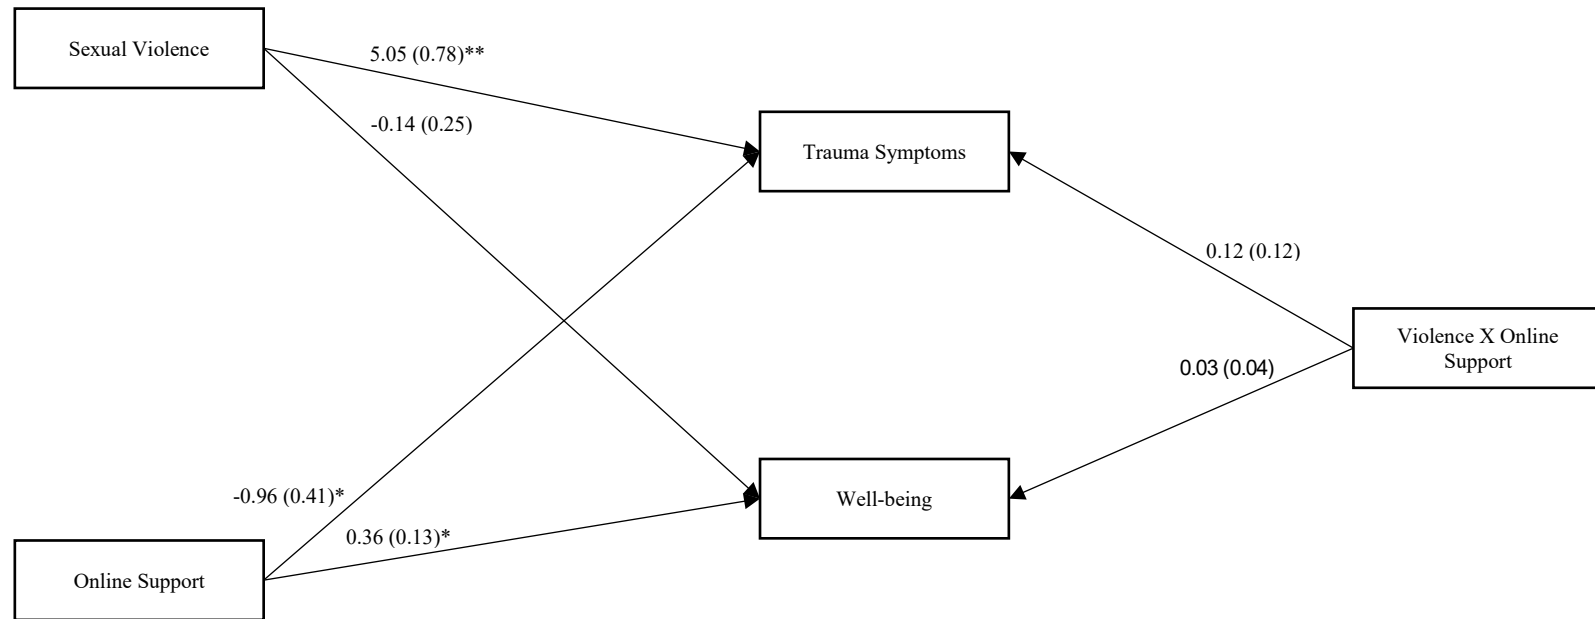 Sexual Violence
5.05 (0.78)**
-0.14 (0.25)
Trauma Symptoms
0.12 (0.12)
Violence X Online
Support
0.03 (0.04)
-0.96 (0.41)*
Well-being
0.36 (0.13)*
Online Support